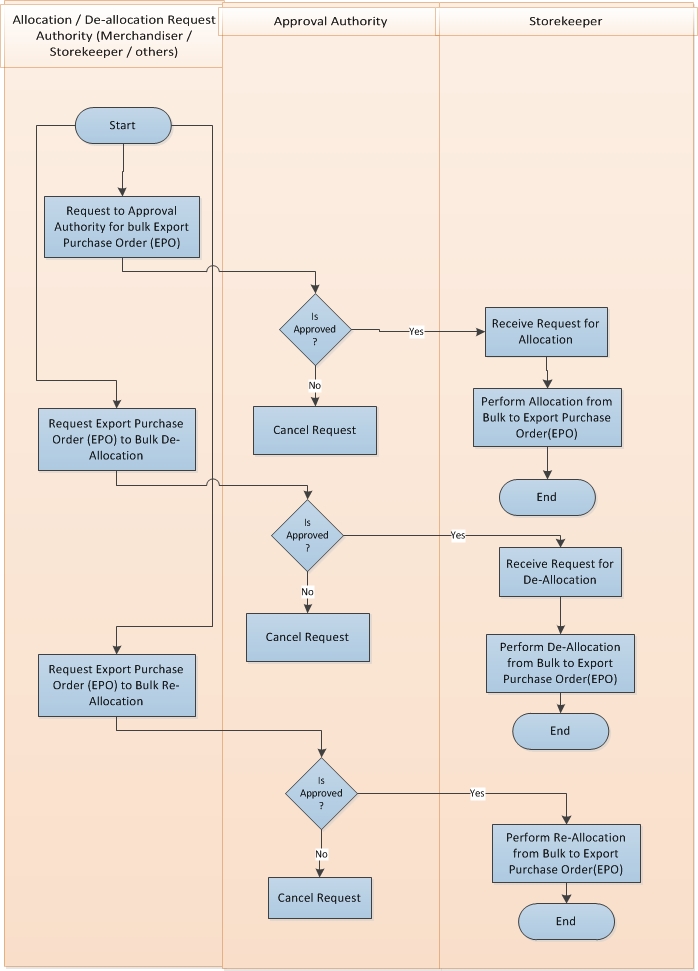 Allocation / De-allocation Request
Authority (Merchandiser /
Storekeeper / others)
Approval Authority
Storekeeper
Start
Request to Approval
Authority for bulk Export
Purchase Order (EPO)
Is
Approved
?
Yes
Receive Request for
Allocation
No
Cancel Request
Perform Allocation from
Bulk to Export Purchase
Order(EPO)
End
Request Export Purchase
Order (EPO) to Bulk De-
Allocation
Is
Approved
?
Yes
Receive Request for
De-Allocation
No
Cancel Request
Perform De-Allocation
from Bulk to Export
Purchase Order(EPO)
End
Request Export Purchase
Order (EPO) to Bulk Re-
Allocation
Is
Approved
?
Yes
No
Cancel Request
Perform Re-Allocation
from Bulk to Export
Purchase Order(EPO)
End